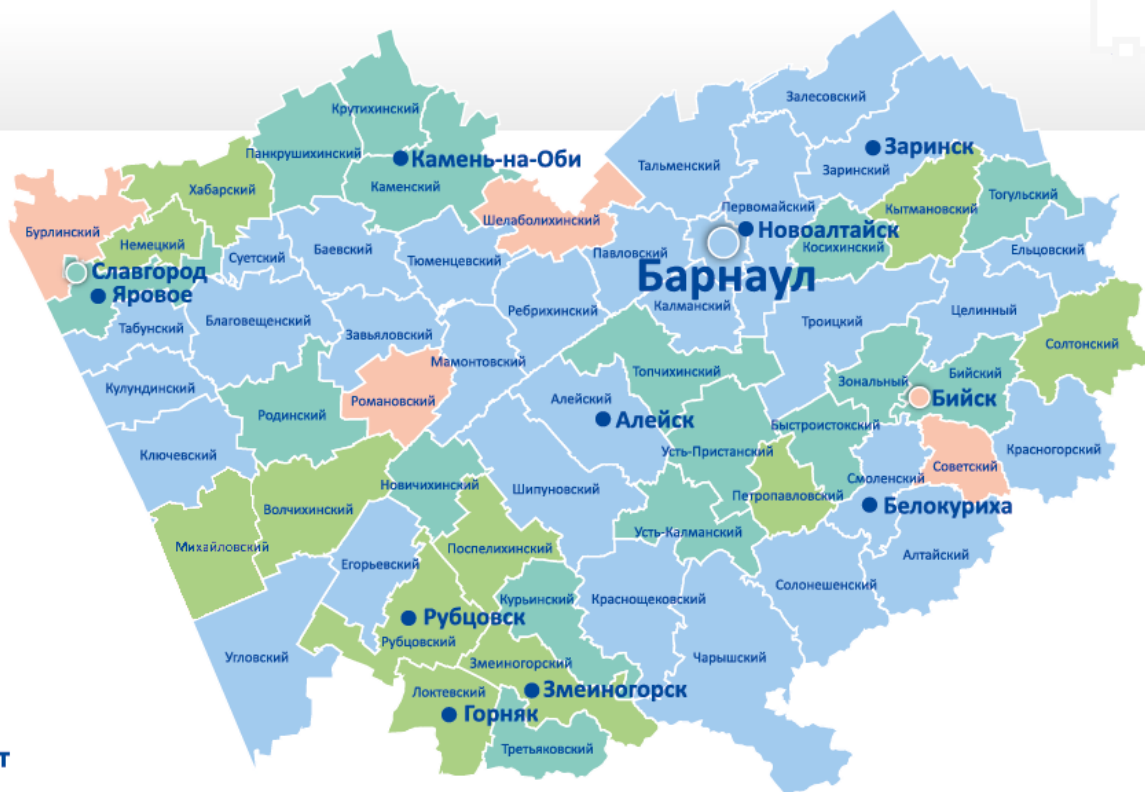 Залесовский
Крутихинский
Заринск
Панкрушихинский
Камень-на-Оби
Тальменский
Заринский
Каменский
Хабарский
Тогульский
Кытмановский
Первомайский
Шелаболихинский
Новоалтайск
Бурлинский
Немецкий
Баевский
Косихинский
Ельцовский
Суетский
Тюменцевский
Павловский
Славгород
Барнаул
Яровое
Калманский
Ребрихинский
Целинный
Благовещенский
Троицкий
Табунский
Завьяловский
Солтонский
Мамонтовский
Топчихинский
Бийский
Зональный
Кулундинский
Алейский
Бийск
Романовский
Родинский
Алейск
Быстроистокский
Красногорский
Усть-Пристанский
Ключевский
Советский
Смоленский
Новичихинский
Шипуновский
Петропавловский
Белокуриха
Волчихинский
Усть-Калманский
Михайловский
Поспелихинский
Алтайский
Егорьевский
Солонешенский
Курьинский
Краснощековский
Рубцовск
Рубцовский
Угловский
Змеиногорский
Чарышский
Локтевский
Змеиногорск
Горняк
Третьяковский
т